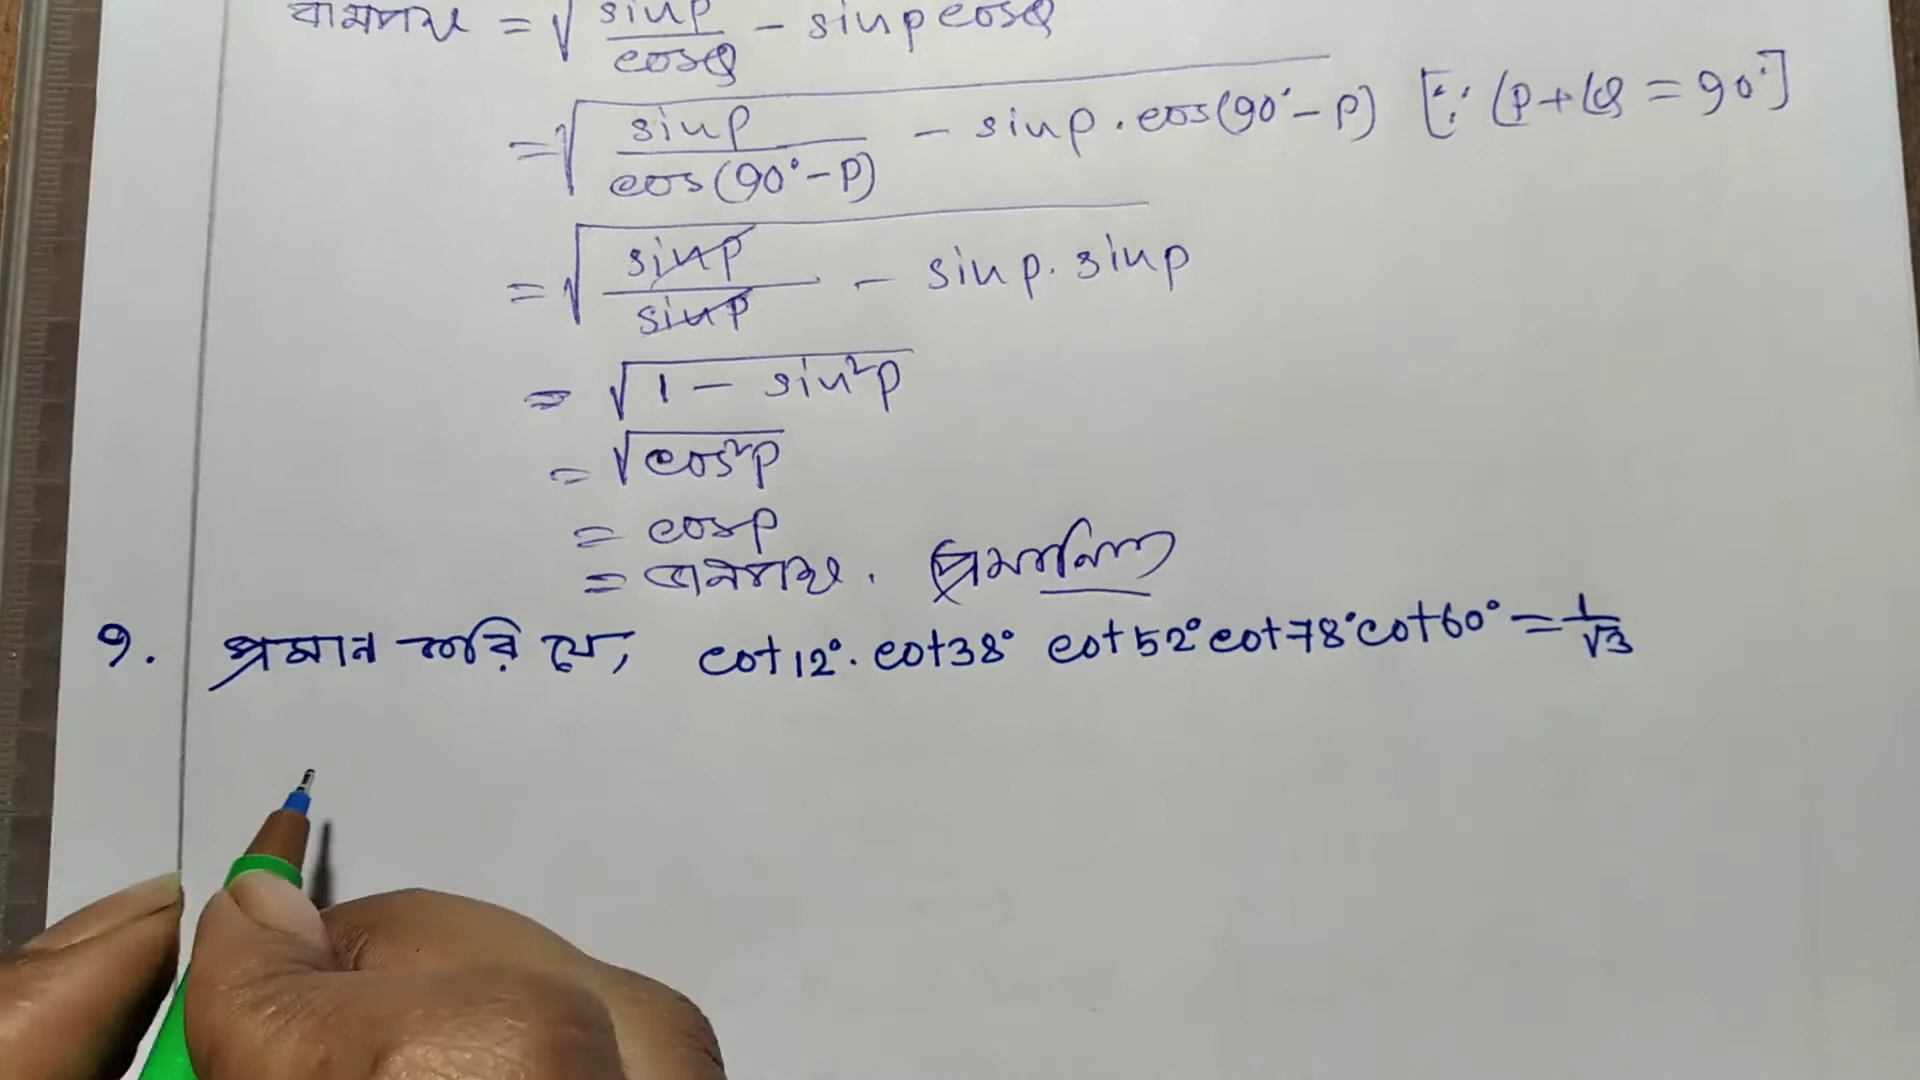 বামপক্ষ = √(sinP/cosQ - sinP cosQ
= √(sinP/cos(90°-P) - sinP.cos(90°-P) [∵ (P+Q = 90°]
= √(sinP/sinP - sinP. sinP
= √(1 - sin²P)
= √(cos²P)
= cosP
= ডানপক্ষ. প্রমানিত
9. প্রমান করি যে, cot12°. cot38° cot52° cot78° cot60° = 1/√3